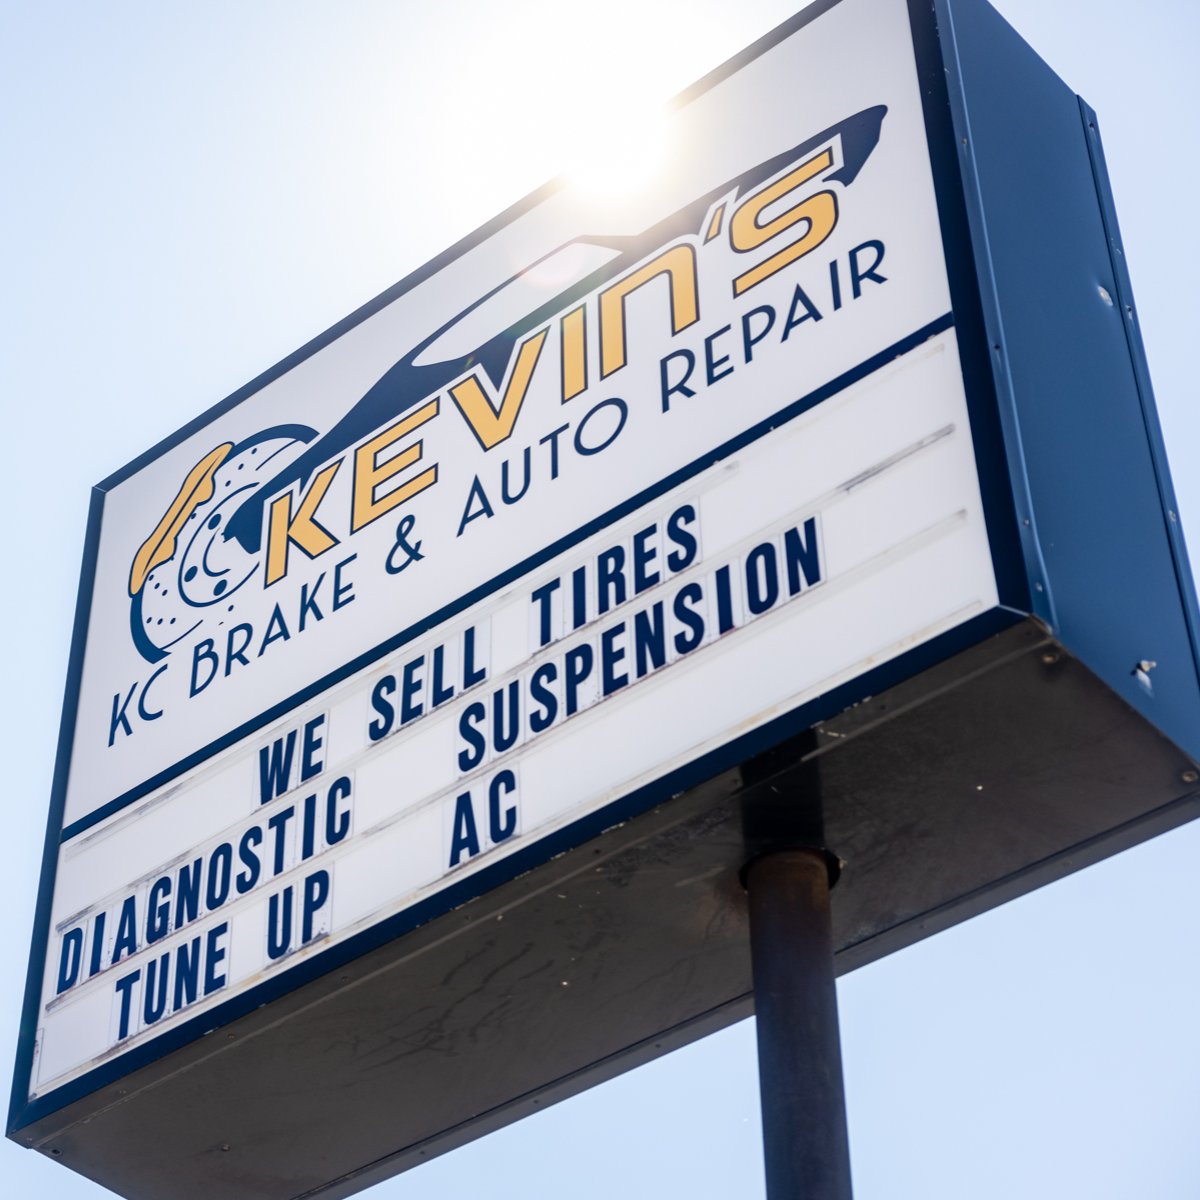 KEVIN'S
KC BRAKE & AUTO REPAIR
WE SELL TIRES
DIAGNOSTIC SUSPENSION
TUNE UP AC